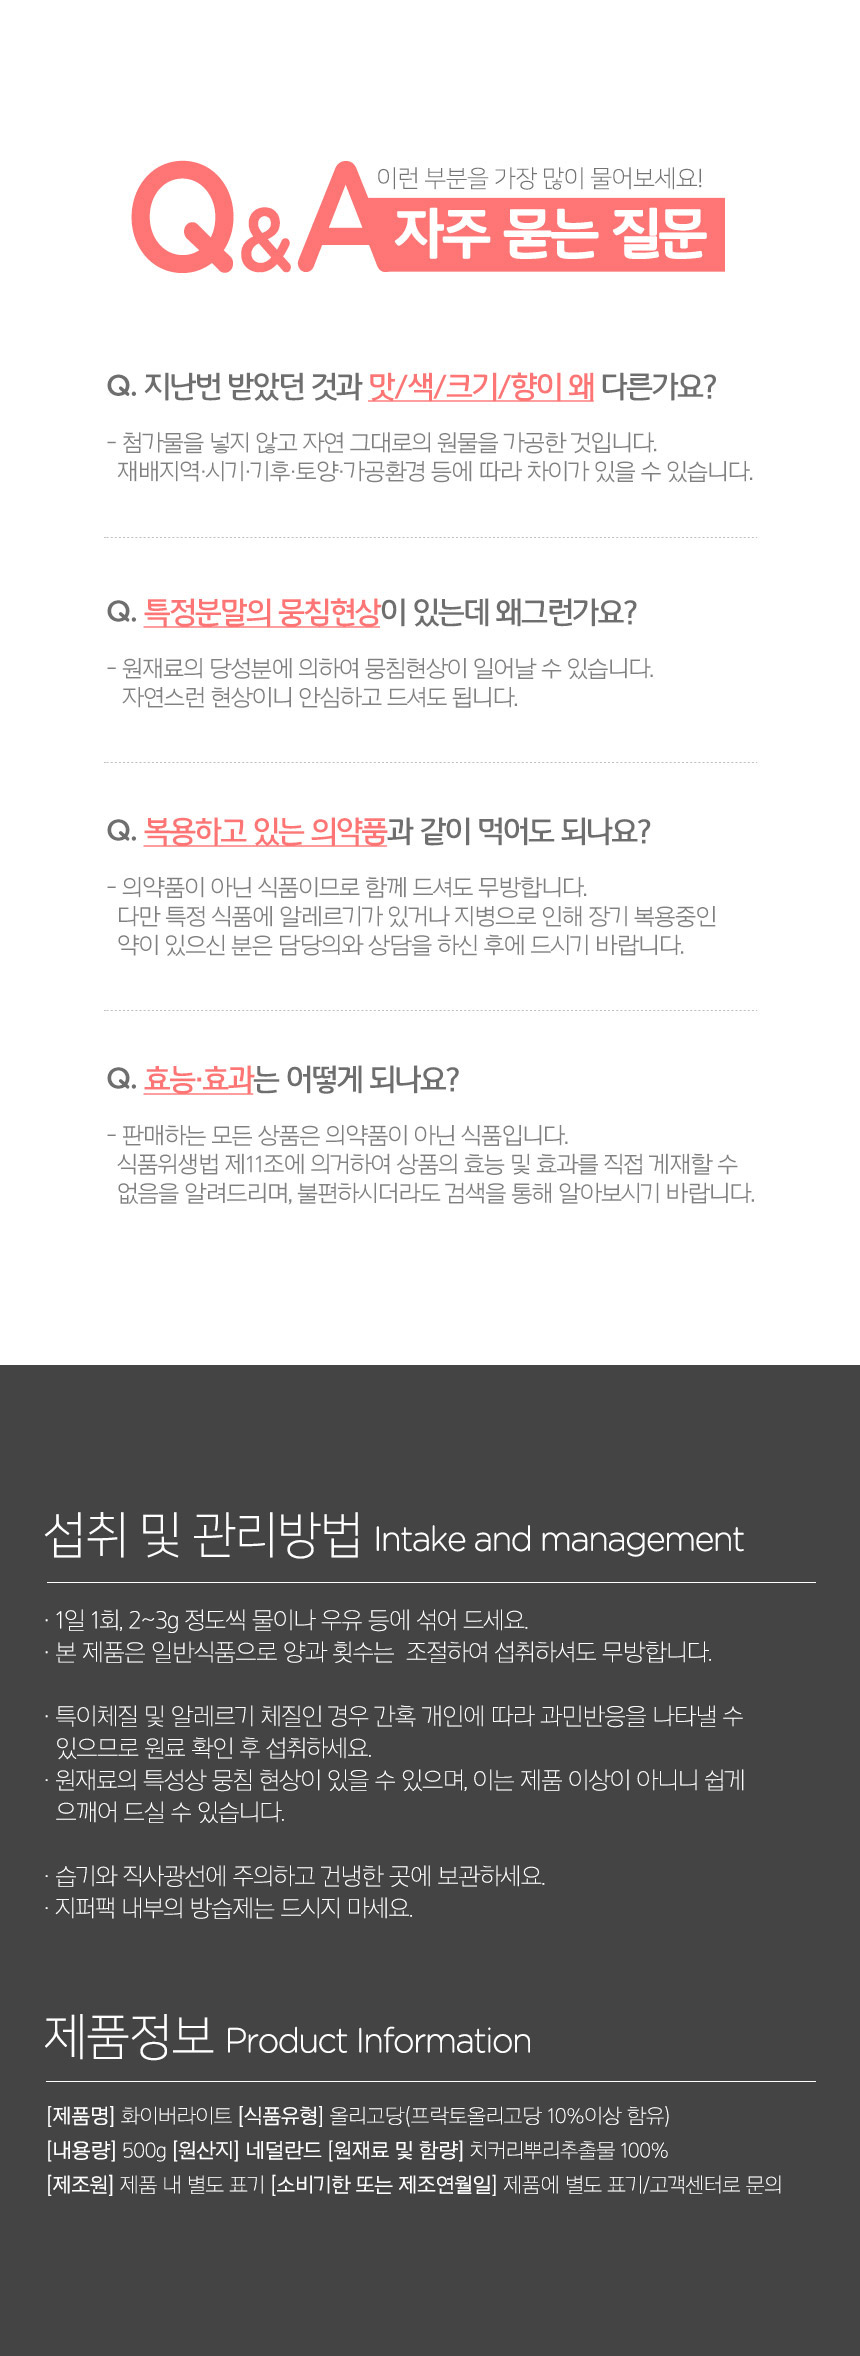 이런 부분을 가장 많이 물어보세요!
Q&A 자주 묻는 질문
Q. 지난번 받았던 것과 맛/색/크기/향이 왜 다른가요?
- 첨가물을 넣지 않고 자연 그대로의 원물을 가공한 것입니다.
재배지역·시기·기후·토양·가공환경 등에 따라 차이가 있을 수 있습니다.
Q. 특정분말의 뭉침현상이 있는데 왜그런가요?
- 원재료의 당성분에 의하여 뭉침현상이 일어날 수 있습니다.
자연스런 현상이니 안심하고 드셔도 됩니다.
Q. 복용하고 있는 의약품과 같이 먹어도 되나요?
- 의약품이 아닌 식품이므로 함께 드셔도 무방합니다.
다만 특정 식품에 알레르기가 있거나 지병으로 인해 장기 복용중인
약이 있으신 분은 담당의와 상담을 하신 후에 드시기 바랍니다.
Q. 효능·효과는 어떻게 되나요?
- 판매하는 모든 상품은 의약품이 아닌 식품입니다.
식품위생법 제11조에 의거하여 상품의 효능 및 효과를 직접 게재할 수
없음을 알려드리며, 불편하시더라도 검색을 통해 알아보시기 바랍니다.
섭취 및 관리방법 Intake and management
· 1일 1회, 2~3g 정도씩 물이나 우유 등에 섞어 드세요.
· 본 제품은 일반식품으로 양과 횟수는 조절하여 섭취하셔도 무방합니다.
· 특이체질 및 알레르기 체질인 경우 간혹 개인에 따라 과민반응을 나타낼 수
있으므로 원료 확인 후 섭취하세요.
· 원재료의 특성상 뭉침 현상이 있을 수 있으며, 이는 제품 이상이 아니니 쉽게
으깨어 드실 수 있습니다.
· 습기와 직사광선에 주의하고 건냉한 곳에 보관하세요.
· 지퍼팩 내부의 방습제는 드시지 마세요.
제품정보 Product Information
[제품명] 화이버라이트 [식품유형] 올리고당(프락토올리고당 10%이상 함유)
[내용량] 500g [원산지] 네덜란드 [원재료 및 함량] 치커리뿌리추출물 100%
[제조원] 제품 내 별도 표기 [소비기한 또는 제조연월일] 제품에 별도 표기/고객센터로 문의